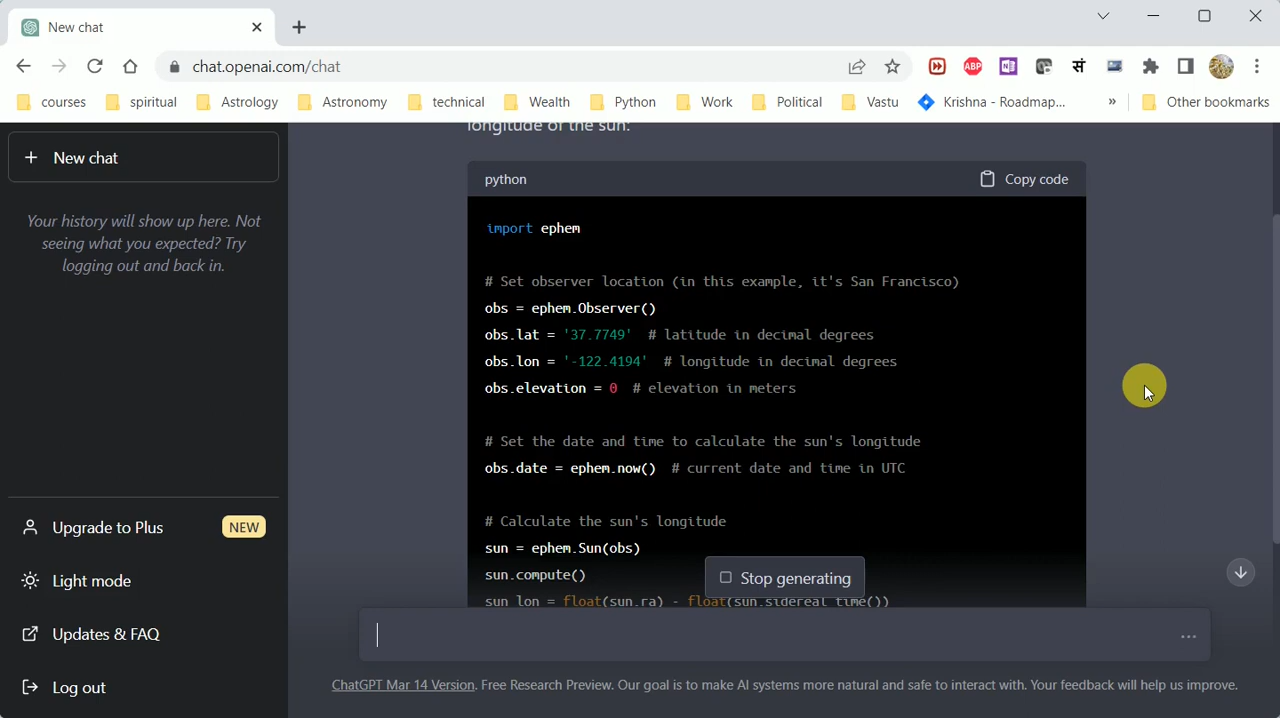 New chat
chat.openai.com/chat
ABP
सं
courses
spiritual
Astrology
Astronomy
technical
Wealth
Python
Work
Political
Vastu
Krishna - Roadmap...
»
Other bookmarks
+ New chat
Your history will show up here. Not
seeing what you expected? Try
logging out and back in.
Upgrade to Plus
NEW
Light mode
Updates & FAQ
Log out
longitude of the sun:
python
Copy code
import ephem
# Set observer location (in this example, it's San Francisco)
obs = ephem.Observer()
obs.lat = '37.7749'  # latitude in decimal degrees
obs.lon = '-122.4194'  # longitude in decimal degrees
obs.elevation = 0  # elevation in meters
# Set the date and time to calculate the sun's longitude
obs.date = ephem.now()  # current date and time in UTC
# Calculate the sun's longitude
sun = ephem.Sun(obs)
sun.compute()
sun_lon = float(sun.ra) - float(sun.sidereal_time())
Stop generating
ChatGPT Mar 14 Version. Free Research Preview. Our goal is to make AI systems more natural and safe to interact with. Your feedback will help us improve.